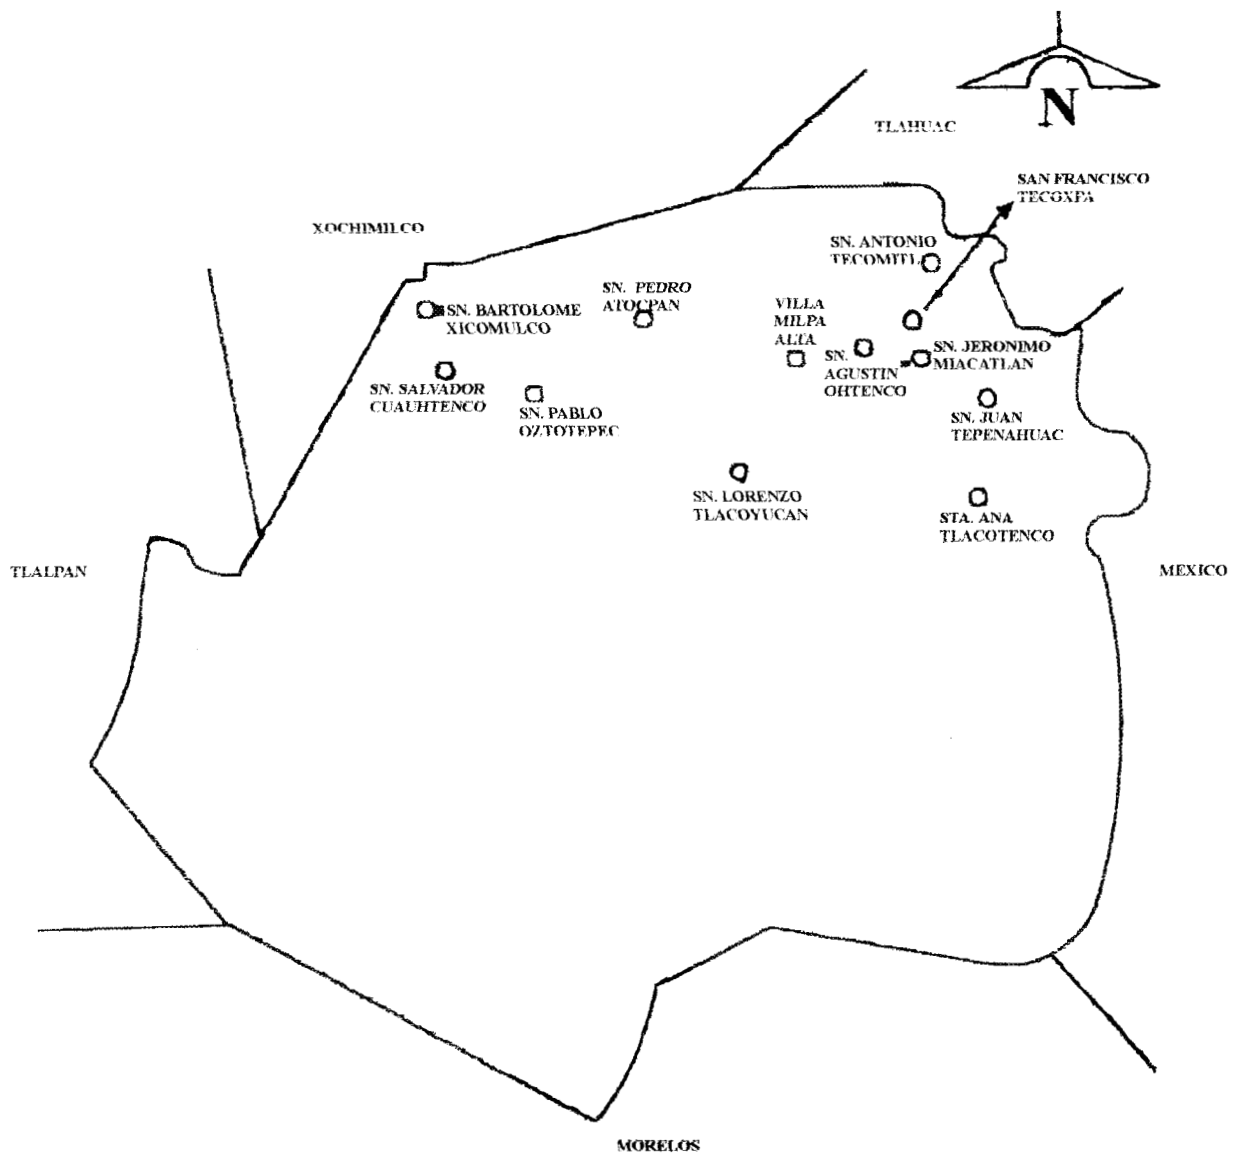 N
TLAHUAC
SAN FRANCISCO
TECOXPA
XOCHIMILCO
SN. ANTONIO
TECOMITL
SN. PEDRO
ATOCPAN
SN. BARTOLOME
XICOMULCO
VILLA
MILPA
ALTA
SN.
AGUSTIN
OHTENCO
SN. JERONIMO
MIACATLAN
SN. SALVADOR
CUAUHTENCO
SN. PABLO
OZTOTEPEC
SN. JUAN
TEPENAHUAC
SN. LORENZO
TLACOYUCAN
STA. ANA
TLACOTENCO
TLALPAN
MEXICO
MORELOS